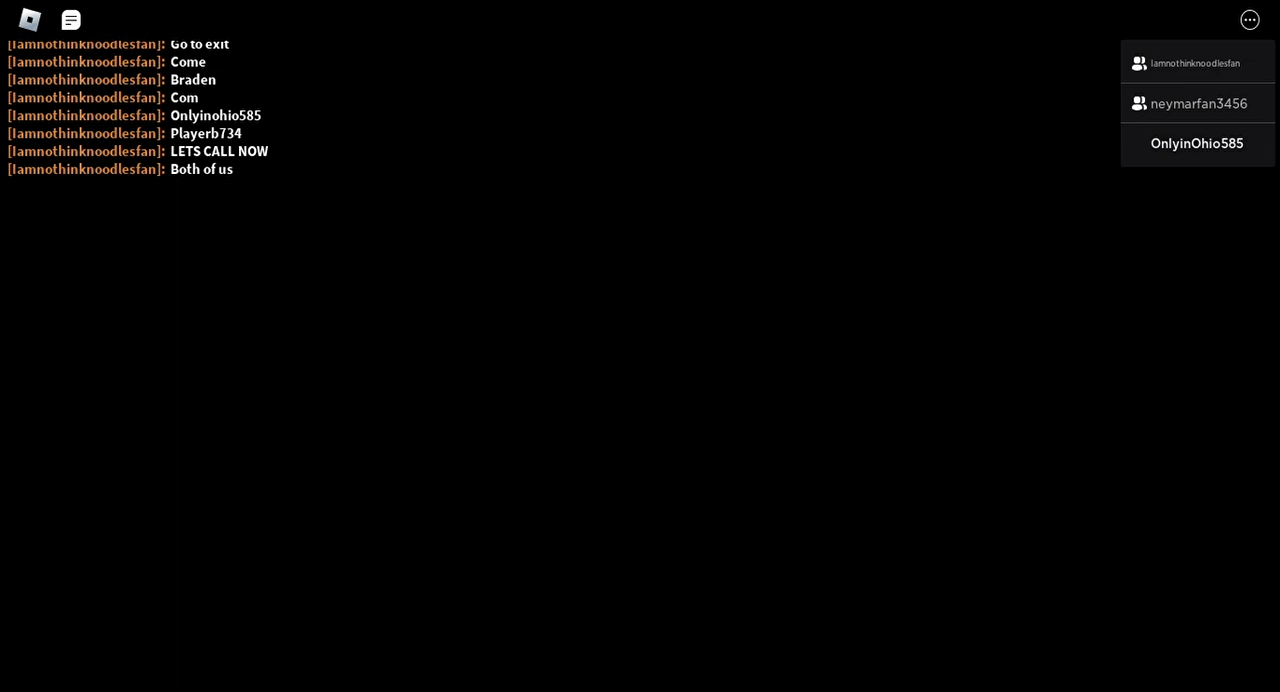 [Iamnothinknoodlesfan]: Go to exit
[Iamnothinknoodlesfan]: Come
[Iamnothinknoodlesfan]: Braden
[Iamnothinknoodlesfan]: Com
[Iamnothinknoodlesfan]: Onlyinohio585
[Iamnothinknoodlesfan]: Playerb734
[Iamnothinknoodlesfan]: LETS CALL NOW
[Iamnothinknoodlesfan]: Both of us
Iamnothinknoodlesfan
neymarfan3456
OnlyinOhio585